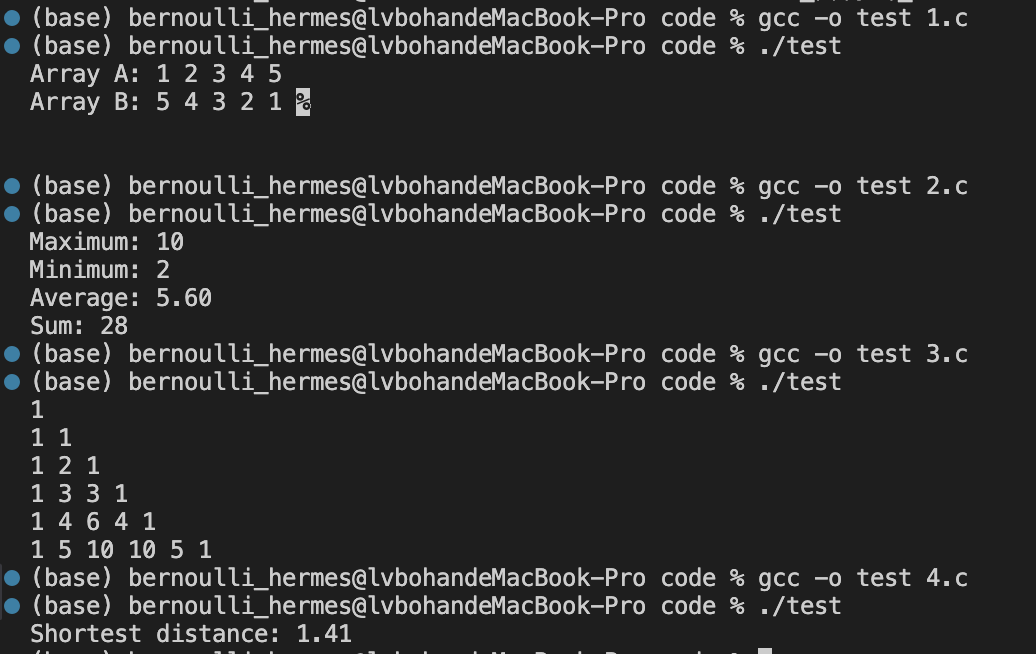 (base) bernoulli_hermes@lvbohandeMacBook-Pro code % gcc -o test 1.c
(base) bernoulli_hermes@lvbohandeMacBook-Pro code % ./test
Array A: 1 2 3 4 5
Array B: 5 4 3 2 1 %
(base) bernoulli_hermes@lvbohandeMacBook-Pro code % gcc -o test 2.c
(base) bernoulli_hermes@lvbohandeMacBook-Pro code % ./test
Maximum: 10
Minimum: 2
Average: 5.60
Sum: 28
(base) bernoulli_hermes@lvbohandeMacBook-Pro code % gcc -o test 3.c
(base) bernoulli_hermes@lvbohandeMacBook-Pro code % ./test
1
1 1
1 2 1
1 3 3 1
1 4 6 4 1
1 5 10 10 5 1
(base) bernoulli_hermes@lvbohandeMacBook-Pro code % gcc -o test 4.c
(base) bernoulli_hermes@lvbohandeMacBook-Pro code % ./test
Shortest distance: 1.41